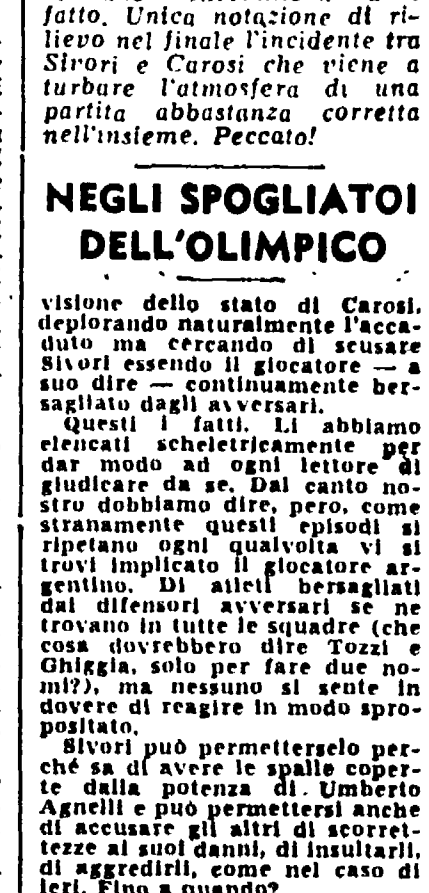 fatto. Unica notazione di ri-
lievo nel finale l'incidente tra
Sivori e Carosi che viene a
turbare l'atmosfera di una
partita abbastanza corretta
nell'insieme. Peccato!
NEGLI SPOGLIATOI
DELL'OLIMPICO
visione dello stato di Carosi,
deplorando naturalmente l'acca-
duto ma cercando di scusare
Sivori essendo il giocatore — a
suo dire — continuamente ber-
sagliato dagli avversari.
Questi i fatti. Li abbiamo
elencati scheletricamente per
dar modo ad ogni lettore di
giudicare da se. Dal canto no-
stro dobbiamo dire, pero, come
stranamente questi episodi si
ripetano ogni qualvolta vi si
trovi implicato il giocatore ar-
gentino. Di atleti bersagliati
dai difensori avversari se ne
trovano in tutte le squadre (che
cosa dovrebbero dire Tozzi e
Ghiggia, solo per fare due no-
mi?), ma nessuno si sente in
dovere di reagire in modo spro-
positato.
Sivori può permetterselo per-
ché sa di avere le spalle coper-
te dalla potenza di Umberto
Agnelli e può permettersi anche
di accusare gli altri di scorret-
tezze ai suoi danni, di insultarli,
di aggredirli, come nel caso di
ieri. Fino a quando?